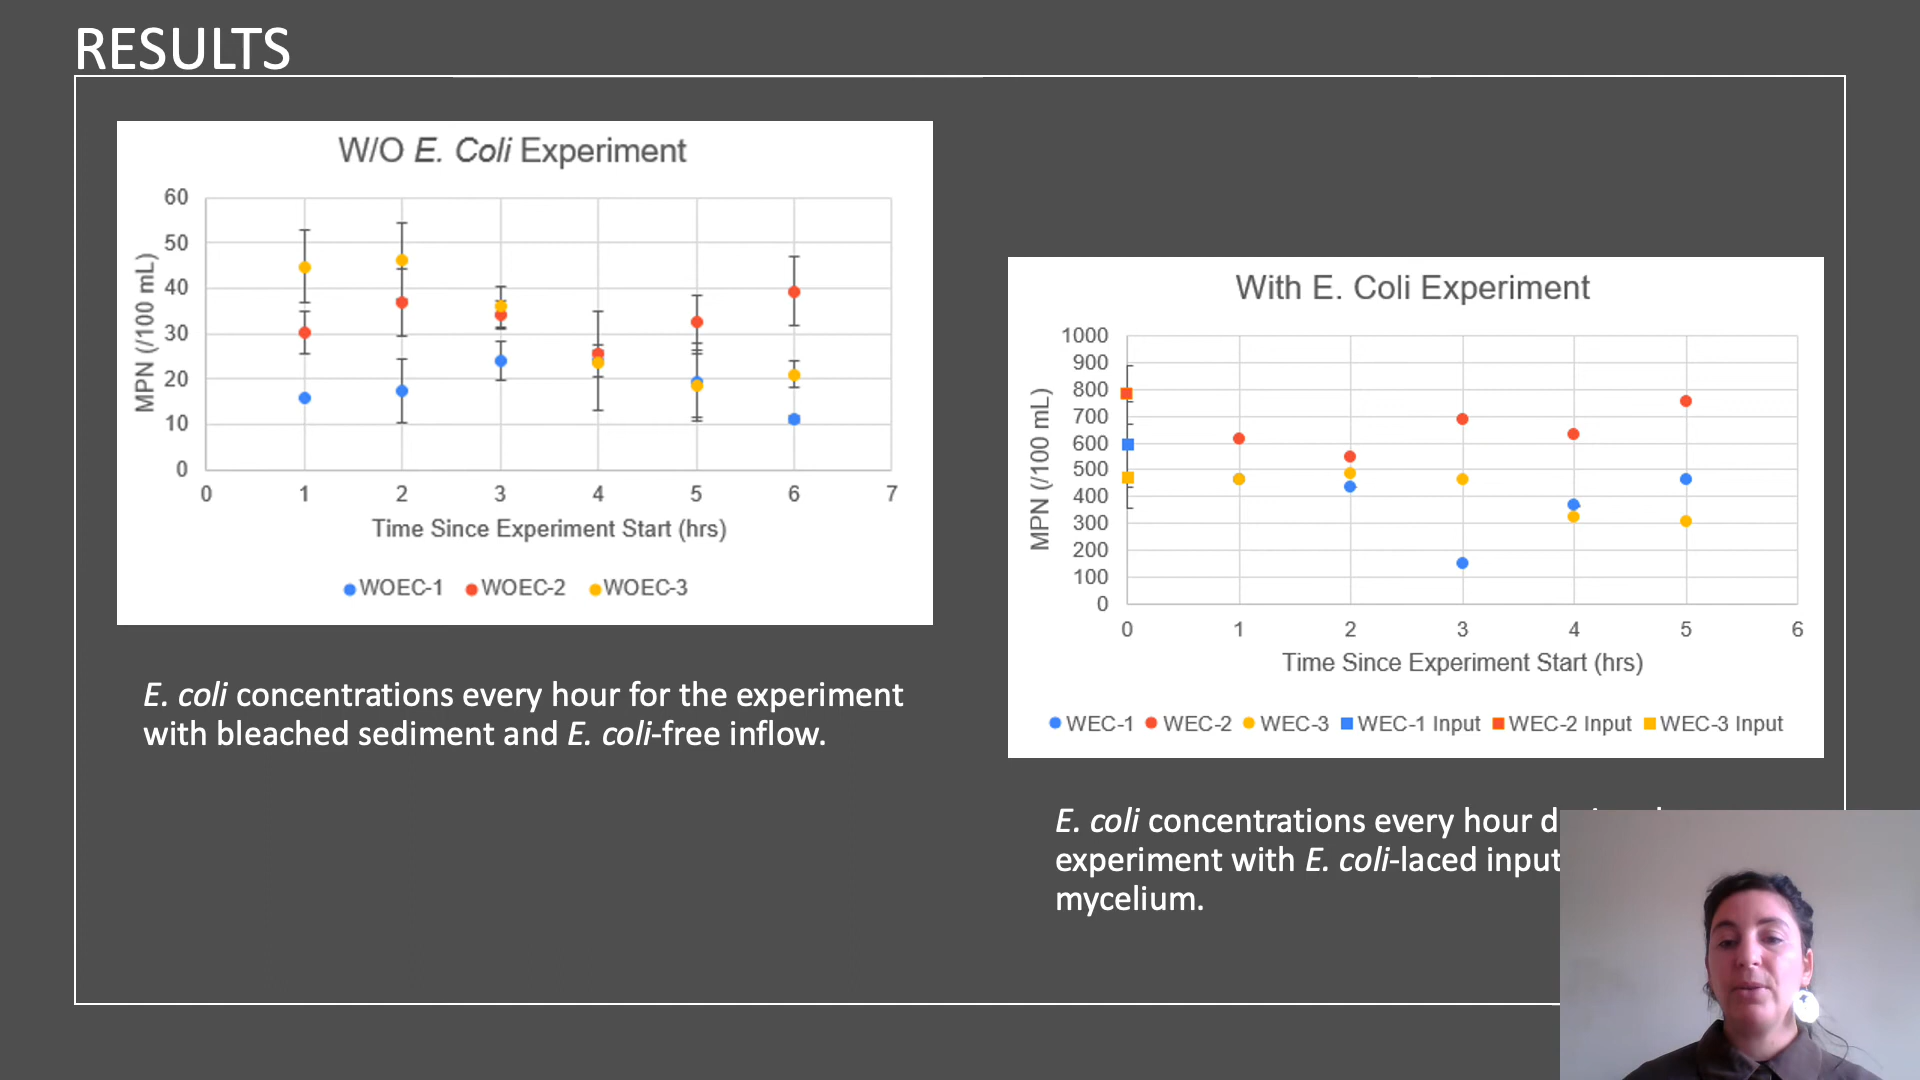 RESULTS
W/O E. Coli Experiment
MPN (/100 mL)
60
50
40
30
20
10
0
0 1 2 3 4 5 6 7
Time Since Experiment Start (hrs)
WOEC-1 WOEC-2 WOEC-3
E. coli concentrations every hour for the experiment
with bleached sediment and E. coli-free inflow.
With E. Coli Experiment
MPN (/100 mL)
1000
900
800
700
600
500
400
300
200
100
0
0 1 2 3 4 5 6
Time Since Experiment Start (hrs)
WEC-1 WEC-2 WEC-3 WEC-1 Input WEC-2 Input WEC-3 Input
E. coli concentrations every hour
experiment with E. coli-laced input
mycelium.